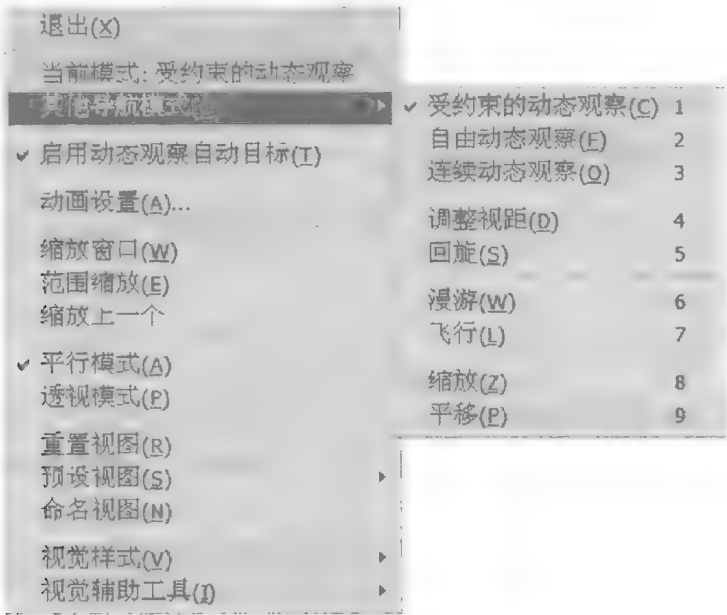 退出(X)
当前模式: 受约束的动态观察
其他导航模式
启用动态观察自动目标(T)
动画设置(A)...
缩放窗口(W)
范围缩放(E)
缩放上一个
平行模式(A)
透视模式(P)
重置视图(R)
预设视图(S)
命名视图(N)
视觉样式(V)
视觉辅助工具(I)
受约束的动态观察(C) 1
自由动态观察(F) 2
连续动态观察(O) 3
调整视距(D) 4
回旋(S) 5
漫游(W) 6
飞行(L) 7
缩放(Z) 8
平移(P) 9